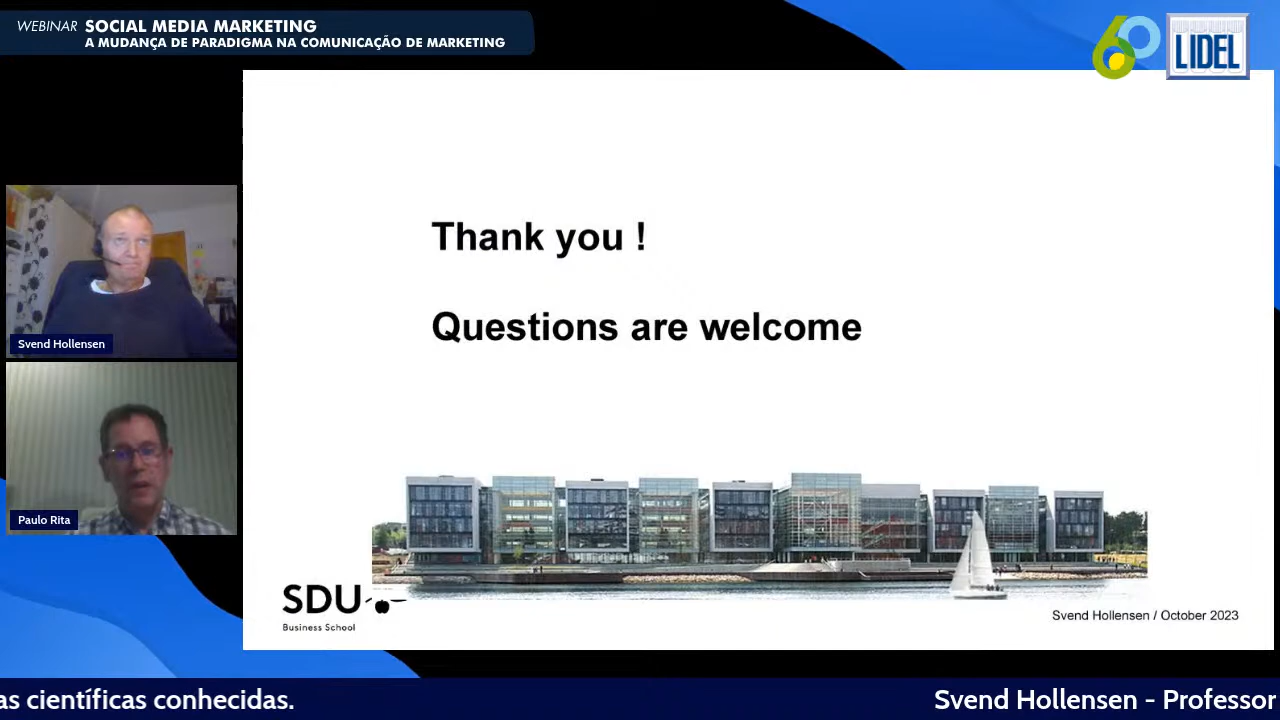 WEBINAR SOCIAL MEDIA MARKETING
A MUDANÇA DE PARADIGMA NA COMUNICAÇÃO DE MARKETING
60 LIDEL
Thank you !
Questions are welcome
Svend Hollensen
Paulo Rita
SDU
Business School
Svend Hollensen / October 2023
as científicas conhecidas.
Svend Hollensen - Professor